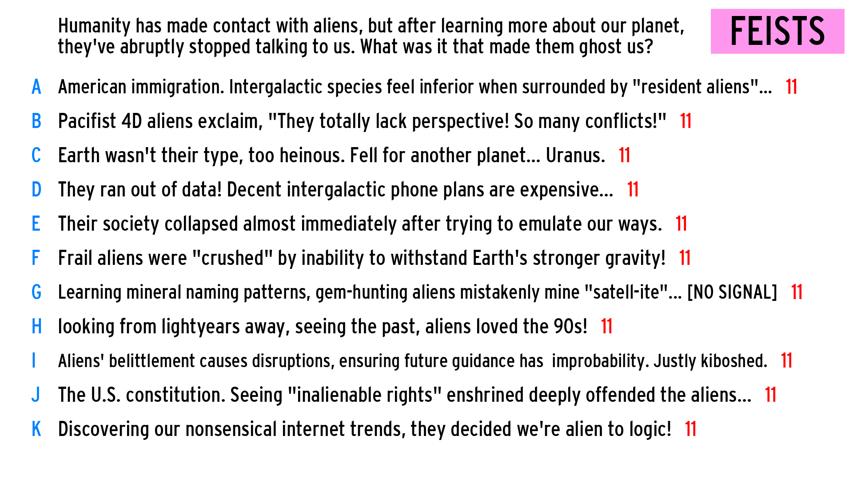 Humanity has made contact with aliens, but after learning more about our planet,
they've abruptly stopped talking to us. What was it that made them ghost us?
FEISTS
A American immigration. Intergalactic species feel inferior when surrounded by "resident aliens"... 11
B Pacifist 4D aliens exclaim, "They totally lack perspective! So many conflicts!" 11
C Earth wasn't their type, too heinous. Fell for another planet... Uranus. 11
D They ran out of data! Decent intergalactic phone plans are expensive... 11
E Their society collapsed almost immediately after trying to emulate our ways. 11
F Frail aliens were "crushed" by inability to withstand Earth's stronger gravity! 11
G Learning mineral naming patterns, gem-hunting aliens mistakenly mine "satell-ite"... [NO SIGNAL] 11
H looking from lightyears away, seeing the past, aliens loved the 90s! 11
I Aliens' belittlement causes disruptions, ensuring future guidance has improbability. Justly kiboshed. 11
J The U.S. constitution. Seeing "inalienable rights" enshrined deeply offended the aliens... 11
K Discovering our nonsensical internet trends, they decided we're alien to logic! 11